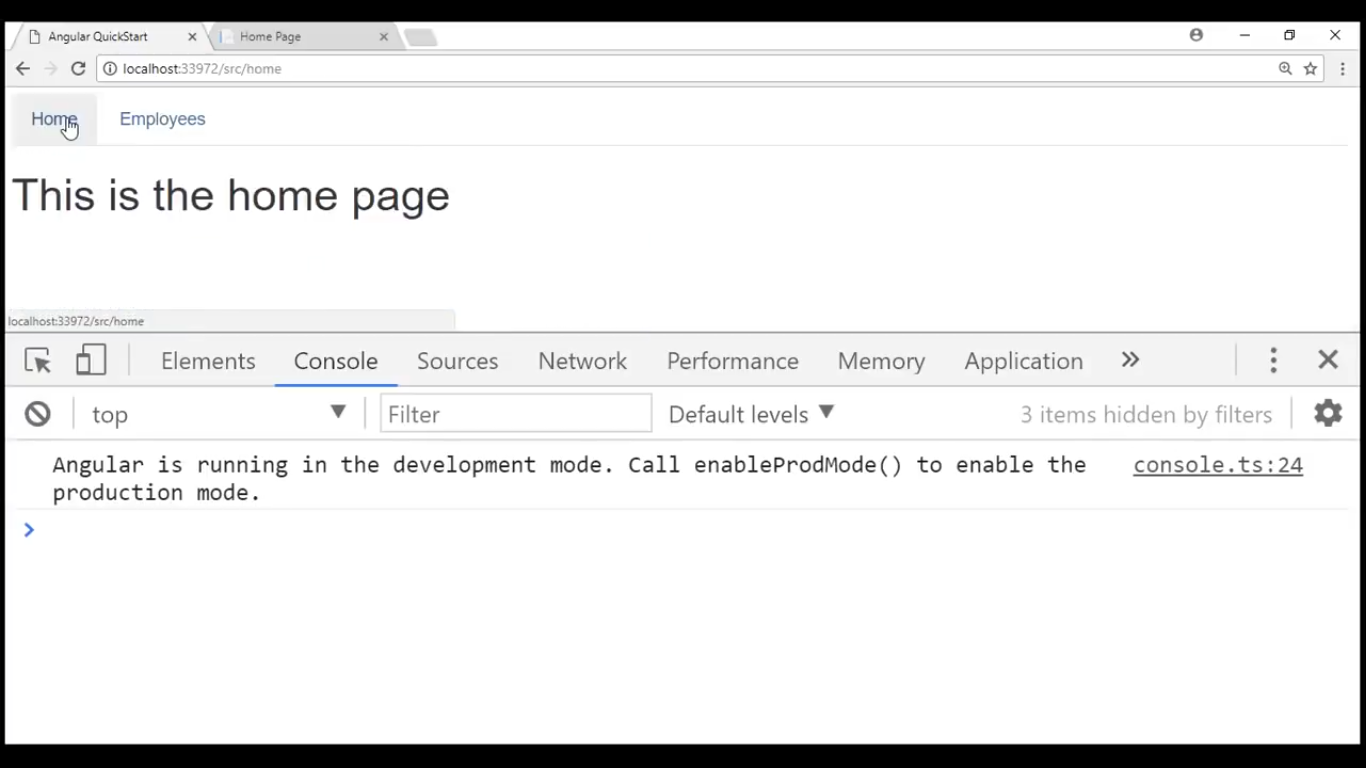 Angular QuickStart Home Page
localhost:33972/src/home
Home Employees
This is the home page
localhost:33972/src/home
Elements Console Sources Network Performance Memory Application
top Filter Default levels 3 items hidden by filters
Angular is running in the development mode. Call enableProdMode() to enable the console.ts:24
production mode.